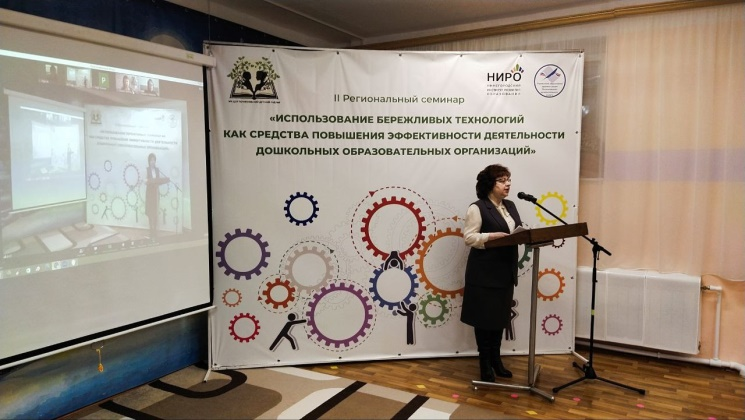 II Региональный семинар
«ИСПОЛЬЗОВАНИЕ БЕРЕЖЛИВЫХ ТЕХНОЛОГИЙ
КАК СРЕДСТВА ПОВЫШЕНИЯ ЭФФЕКТИВНОСТИ ДЕЯТЕЛЬНОСТИ
ДОШКОЛЬНЫХ ОБРАЗОВАТЕЛЬНЫХ ОРГАНИЗАЦИЙ»
НИРО